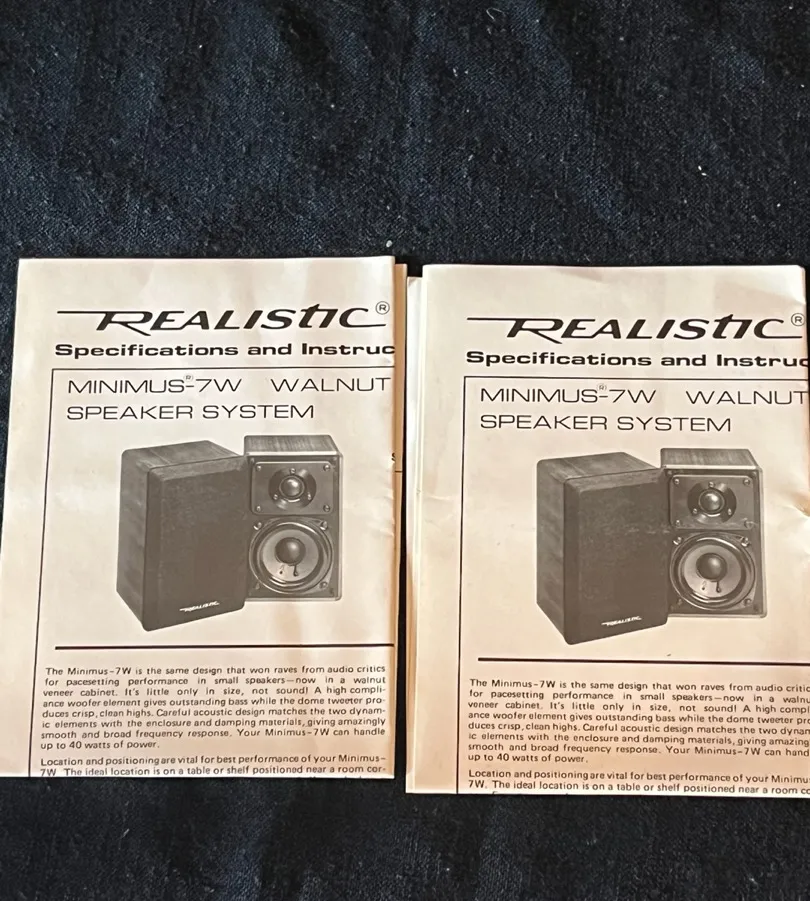 REALISTIC®
Specifications and Instruc
MINIMUS®-7W WALNUT
SPEAKER SYSTEM
REALISTIC
The Minimus-7W is the same design that won raves from audio critics
for pacesetting performance in small speakers—now in a walnut
veneer cabinet. It's little only in size, not sound! A high compli-
ance woofer element gives outstanding bass while the dome tweeter pro-
duces crisp, clean highs. Careful acoustic design matches the two dynam-
ic elements with the enclosure and damping materials, giving amazingly
smooth and broad frequency response. Your Minimus-7W can handle
up to 40 watts of power.
Location and positioning are vital for best performance of your Minimus-
7W. The ideal location is on a table or shelf positioned near a room cor-
REALISTIC®
Specifications and Instruc
MINIMUS®-7W WALNUT
SPEAKER SYSTEM
REALISTIC
The Minimus-7W is the same design that won raves from audio critic
for pacesetting performance in small speakers—now in a walnu
veneer cabinet. It's little only in size, not sound! A high compl
ance woofer element gives outstanding bass while the dome tweeter pr
duces crisp, clean highs. Careful acoustic design matches the two dynam
ic elements with the enclosure and damping materials, giving amazing
smooth and broad frequency response. Your Minimus-7W can hand
up to 40 watts of power.
Location and positioning are vital for best performance of your Minimu
7W. The ideal location is on a table or shelf positioned near a room co